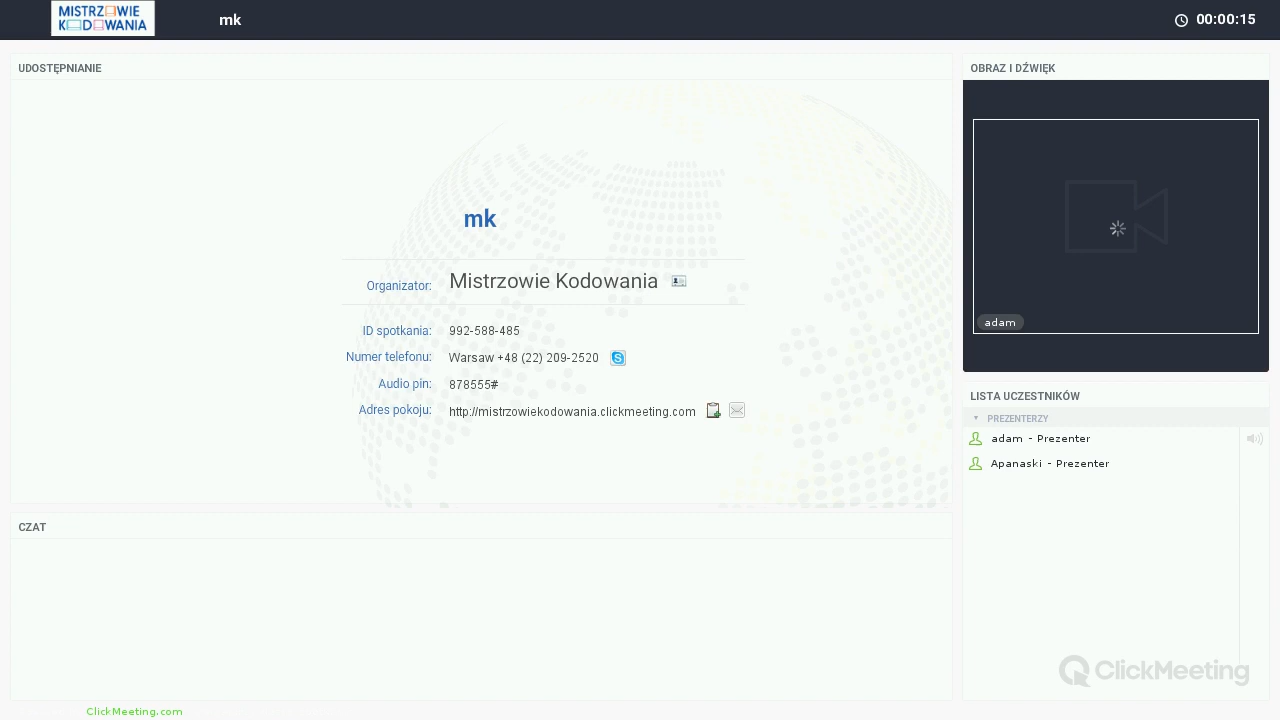 MISTRZOWIE
KODOWANIA
mk
00:00:15
UDOSTĘPNIANIE
mk
Organizator: Mistrzowie Kodowania
ID spotkania: 992-588-485
Numer telefonu: Warsaw +48 (22) 209-2520
Audio pin: 878555#
Adres pokoju: http://mistrzowiekodowania.clickmeeting.com
CZAT
OBRAZ I DŹWIĘK
adam
LISTA UCZESTNIKÓW
PREZENTERZY
adam - Prezenter
Apanaski - Prezenter
ClickMeeting
ClickMeeting.com